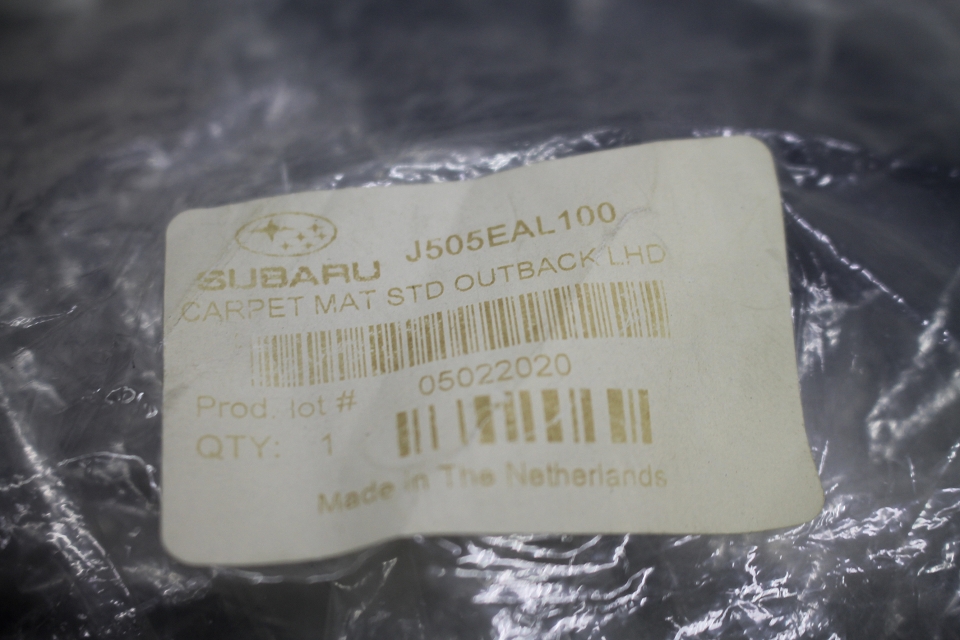 J505EAL100
SUBARU
CARPET MAT STD OUTBACK LHD
05022020
Prod. lot #
QTY: 1
Made in The Netherlands